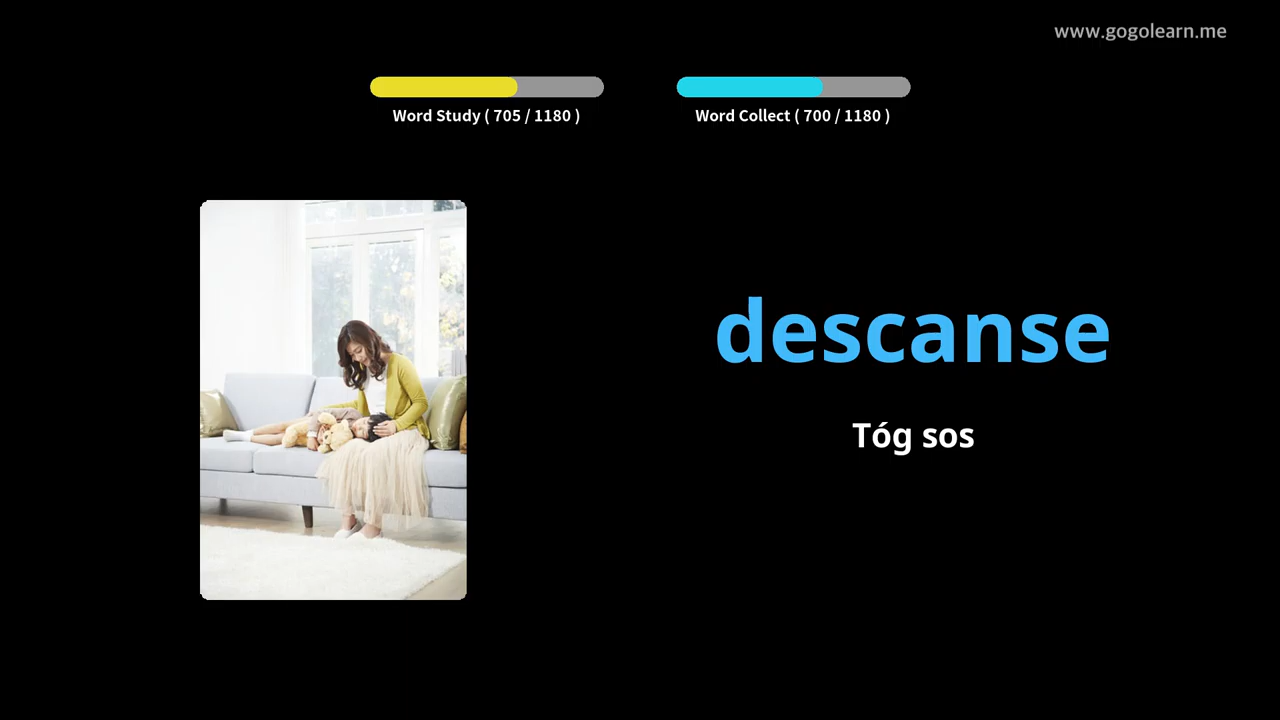 www.gogolearn.me
Word Study ( 705 / 1180 )
Word Collect ( 700 / 1180 )
descanse
Tóg sos